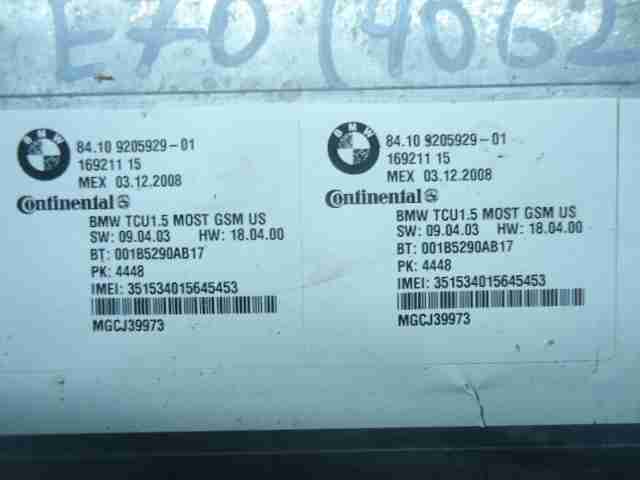 E70 (4062
BMW
84.10 9205929-01
169211 15
MEX 03.12.2008
Continental
BMW TCU1.5 MOST GSM US
SW: 09.04.03 HW: 18.04.00
BT: 001B5290AB17
PK: 4448
IMEI: 351534015645453
MGCJ39973
BMW
84.10 9205929-01
169211 15
MEX 03.12.2008
Continental
BMW TCU1.5 MOST GSM US
SW: 09.04.03 HW: 18.04.00
BT: 001B5290AB17
PK: 4448
IMEI: 351534015645453
MGCJ39973